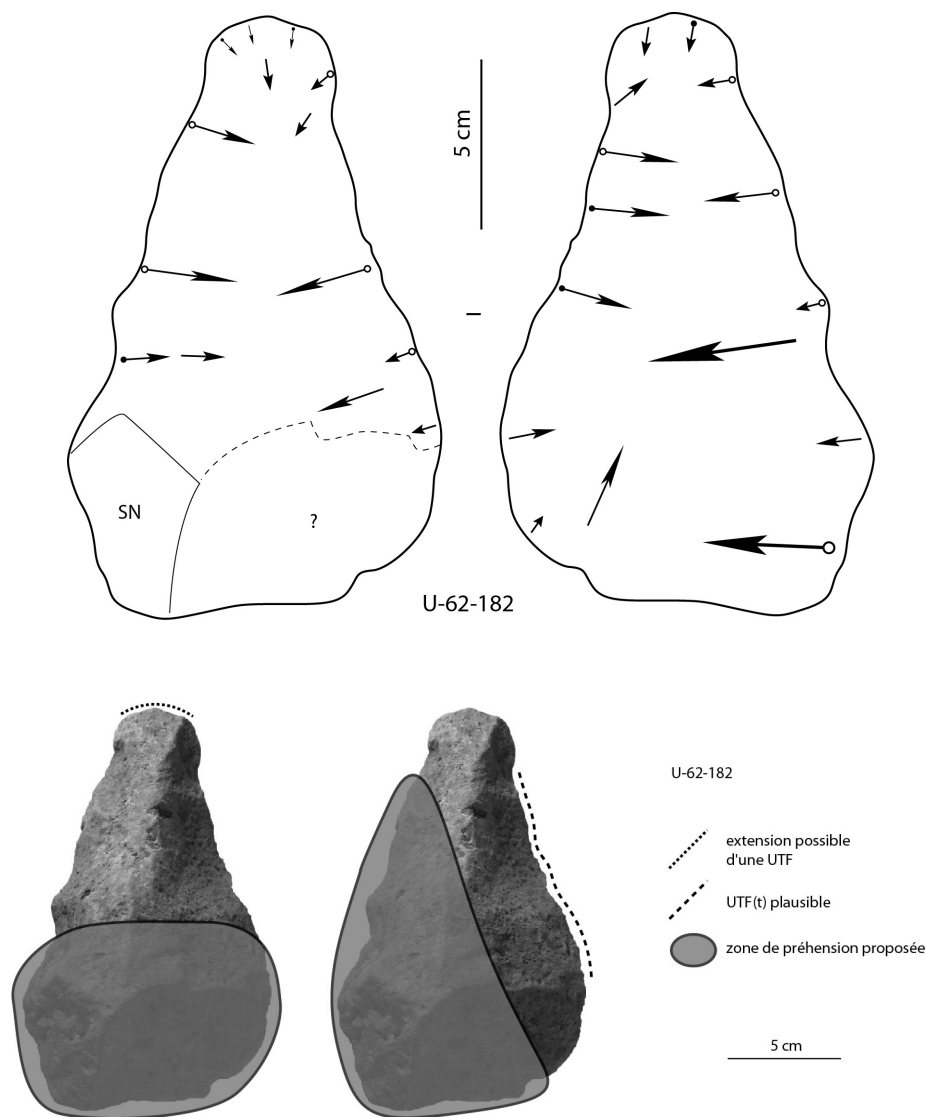 5 cm
SN
?
U-62-182
U-62-182
extension possible
d'une UTF
UTF(t) plausible
zone de préhension proposée
5 cm